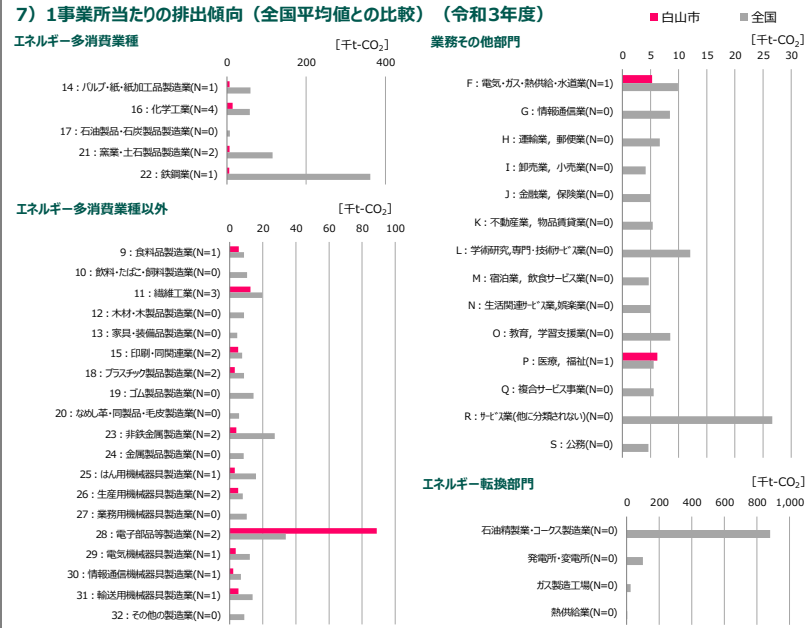 7）1事業所当たりの排出傾向（全国平均値との比較）（令和3年度）
白山市 全国
エネルギー多消費業種
[千t-CO₂]
0 200 400
14：パルプ･紙･紙加工品製造業(N=1)
16：化学工業(N=4)
17：石油製品･石炭製品製造業(N=0)
21：窯業･土石製品製造業(N=2)
22：鉄鋼業(N=1)
エネルギー多消費業種以外
[千t-CO₂]
0 20 40 60 80 100
9：食料品製造業(N=1)
10：飲料･たばこ･飼料製造業(N=0)
11：繊維工業(N=3)
12：木材･木製品製造業(N=0)
13：家具･装備品製造業(N=0)
15：印刷･同関連業(N=2)
18：プラスチック製品製造業(N=2)
19：ゴム製品製造業(N=0)
20：なめし革･同製品･毛皮製造業(N=0)
23：非鉄金属製造業(N=2)
24：金属製品製造業(N=0)
25：はん用機械器具製造業(N=1)
26：生産用機械器具製造業(N=2)
27：業務用機械器具製造業(N=0)
28：電子部品等製造業(N=2)
29：電気機械器具製造業(N=1)
30：情報通信機械器具製造業(N=1)
31：輸送用機械器具製造業(N=1)
32：その他の製造業(N=0)
業務その他部門
[千t-CO₂]
0 5 10 15 20 25 30
F：電気･ガス･熱供給･水道業(N=1)
G：情報通信業(N=0)
H：運輸業，郵便業(N=0)
I：卸売業，小売業(N=0)
J：金融業，保険業(N=0)
K：不動産業，物品賃貸業(N=0)
L：学術研究,専門･技術ｻｰﾋﾞｽ業(N=0)
M：宿泊業，飲食サービス業(N=0)
N：生活関連ｻｰﾋﾞｽ業,娯楽業(N=0)
O：教育，学習支援業(N=0)
P：医療，福祉(N=1)
Q：複合サービス事業(N=0)
R：ｻｰﾋﾞｽ業(他に分類されない)(N=0)
S：公務(N=0)
エネルギー転換部門
[千t-CO₂]
0 200 400 600 800 1,000
石油精製業･コークス製造業(N=0)
発電所･変電所(N=0)
ガス製造工場(N=0)
熱供給業(N=0)